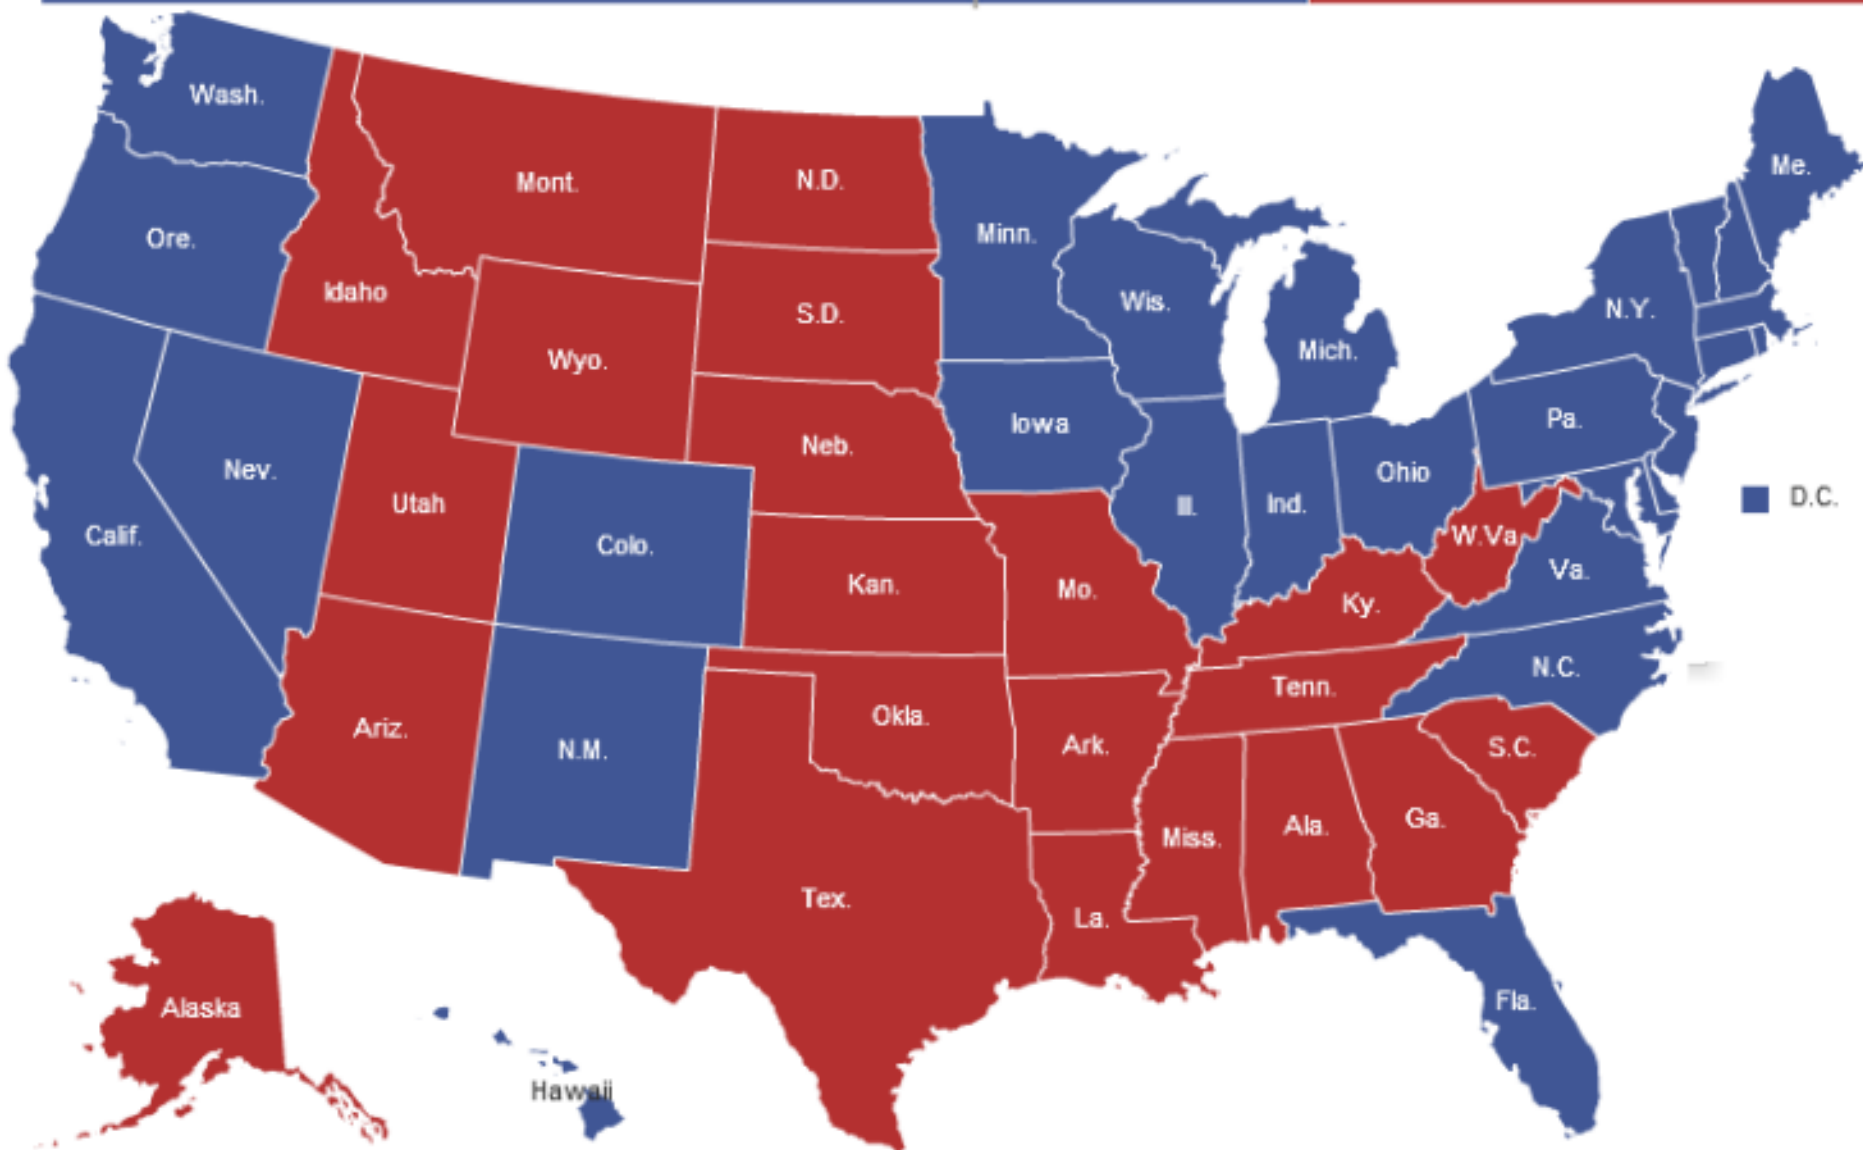 Wash.
Me.
Mont.
N.D.
Minn.
Ore.
Idaho
Wis.
N.Y.
S.D.
Mich.
Wyo.
Iowa
Pa.
Neb.
Nev.
Ohio
D.C.
Utah
Ill.
Ind.
Calif.
Colo.
W.Va
Va.
Kan.
Mo.
Ky.
N.C.
Tenn.
Okla.
Ariz.
N.M.
Ark.
S.C.
Ga.
Ala.
Miss.
Tex.
La.
Fla.
Alaska
Hawaii